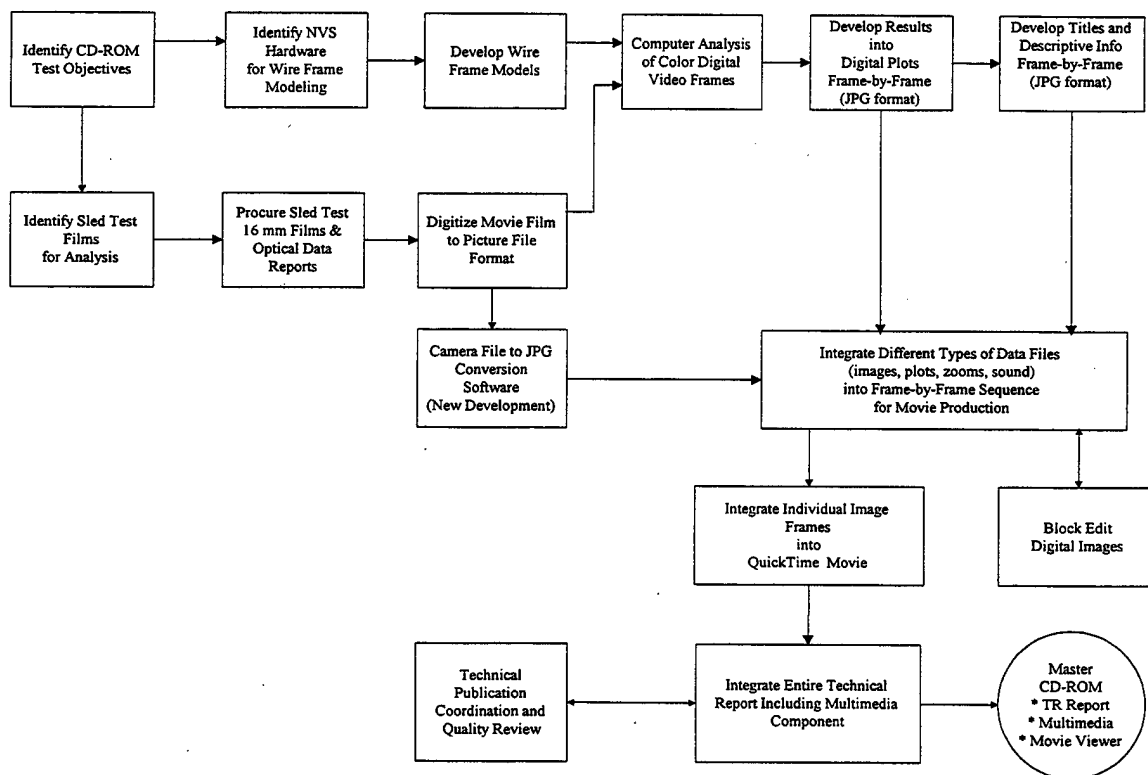 Identify CD-ROM
Test Objectives
Identify NVS
Hardware
for Wire Frame
Modeling
Develop Wire
Frame Models
Computer Analysis
of Color Digital
Video Frames
Develop Results
into
Digital Plots
Frame-by-Frame
(JPG format)
Develop Titles and
Descriptive Info
Frame-by-Frame
(JPG format)
Identify Sled Test
Films
for Analysis
Procure Sled Test
16 mm Films &
Optical Data
Reports
Digitize Movie Film
to Picture File
Format
Camera File to JPG
Conversion
Software
(New Development)
Integrate Different Types of Data Files
(images, plots, zooms, sound)
into Frame-by-Frame Sequence
for Movie Production
Integrate Individual Image
Frames
into
QuickTime Movie
Block Edit
Digital Images
Technical
Publication
Coordination and
Quality Review
Integrate Entire Technical
Report Including Multimedia
Component
Master
CD-ROM
* TR Report
* Multimedia
* Movie Viewer